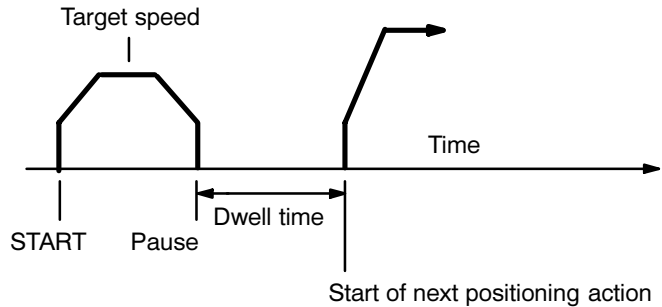 Target speed
Time
Dwell time
START
Pause
Start of next positioning action